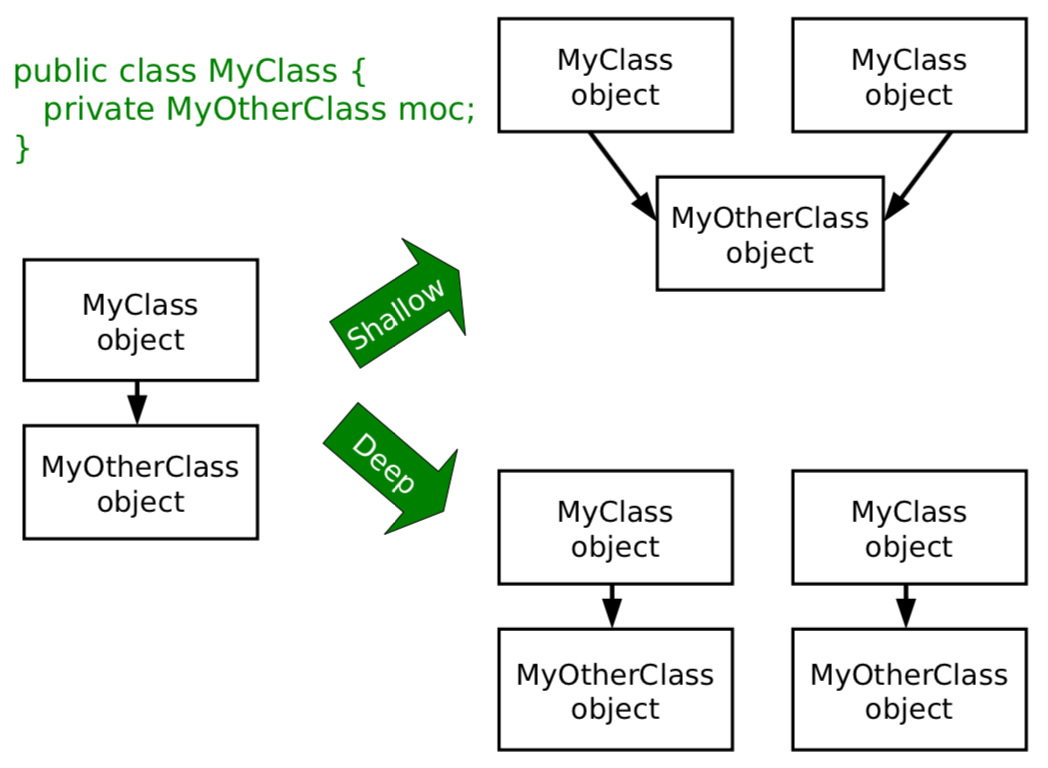 public class MyClass {
private MyOtherClass moc;
}
MyClass
object
MyClass
object
MyOtherClass
object
MyClass
object
MyOtherClass
object
Shallow
Deep
MyClass
object
MyClass
object
MyOtherClass
object
MyOtherClass
object